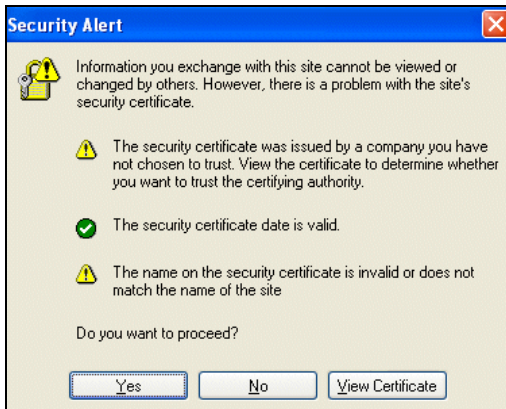 Security Alert
Information you exchange with this site cannot be viewed or
changed by others. However, there is a problem with the site's
security certificate.
The security certificate was issued by a company you have
not chosen to trust. View the certificate to determine whether
you want to trust the certifying authority.
The security certificate date is valid.
The name on the security certificate is invalid or does not
match the name of the site
Do you want to proceed?
Yes
No
View Certificate